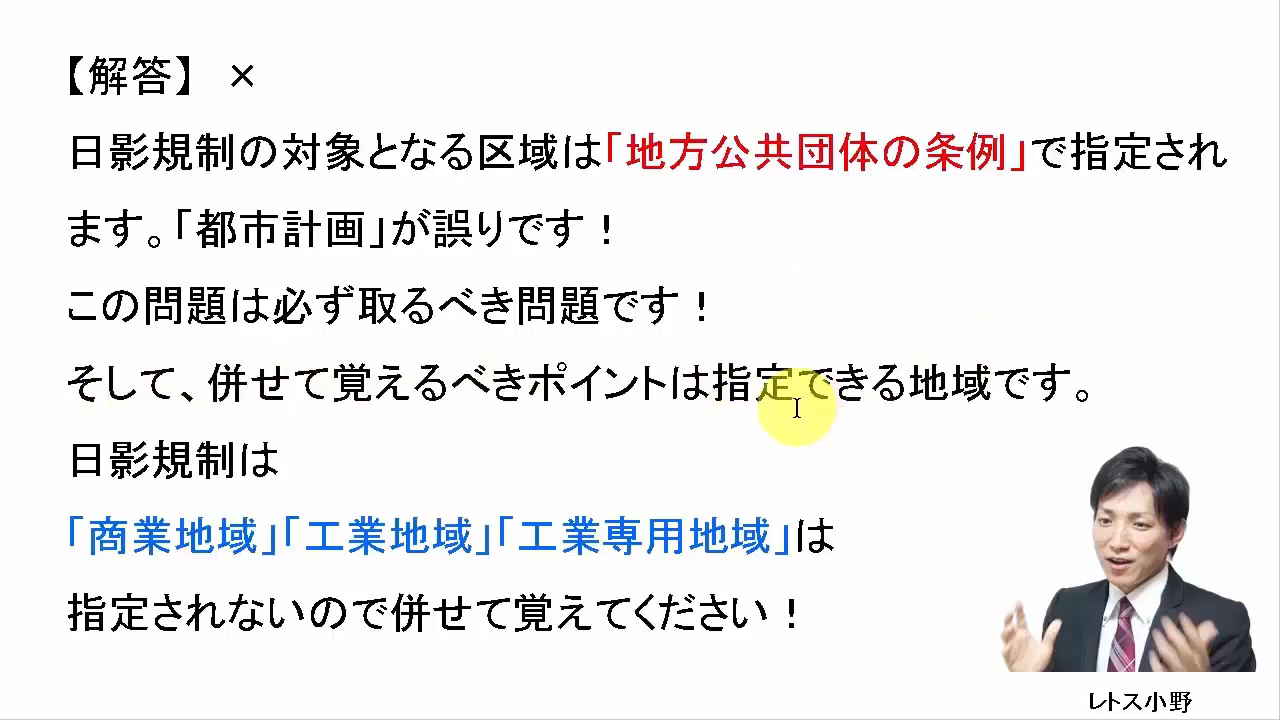 【解答】　×
日影規制の対象となる区域は「地方公共団体の条例」で指定され
ます。「都市計画」が誤りです！
この問題は必ず取るべき問題です！
そして、併せて覚えるべきポイントは指定できる地域です。
日影規制は
「商業地域」「工業地域」「工業専用地域」は
指定されないので併せて覚えてください！
レトス小野